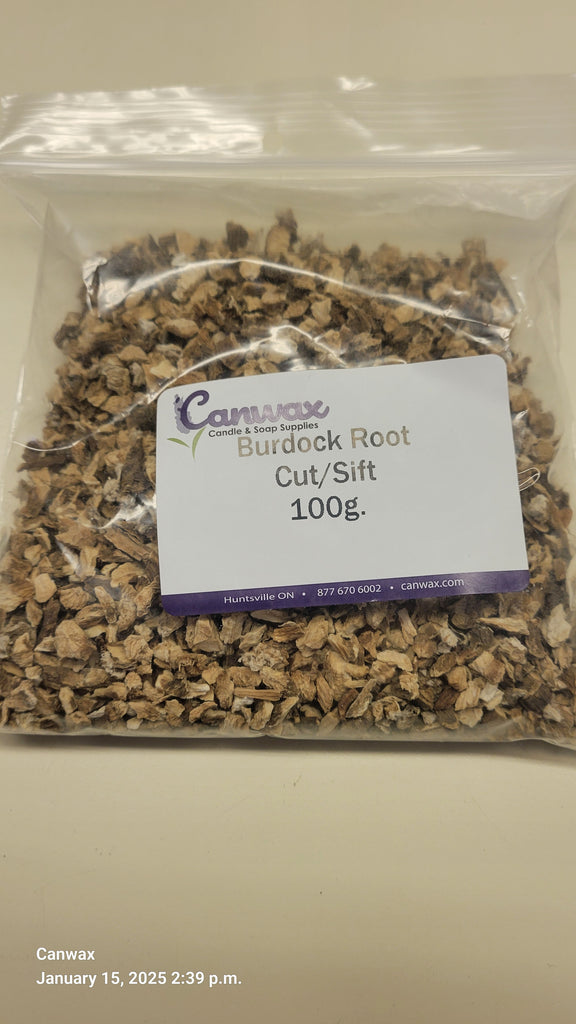 Canwax
Candle & Soap Supplies
Burdock Root
Cut/Sift
100g.
Huntsville ON • 877 670 6002 • canwax.com
Canwax
January 15, 2025 2:39 p.m.